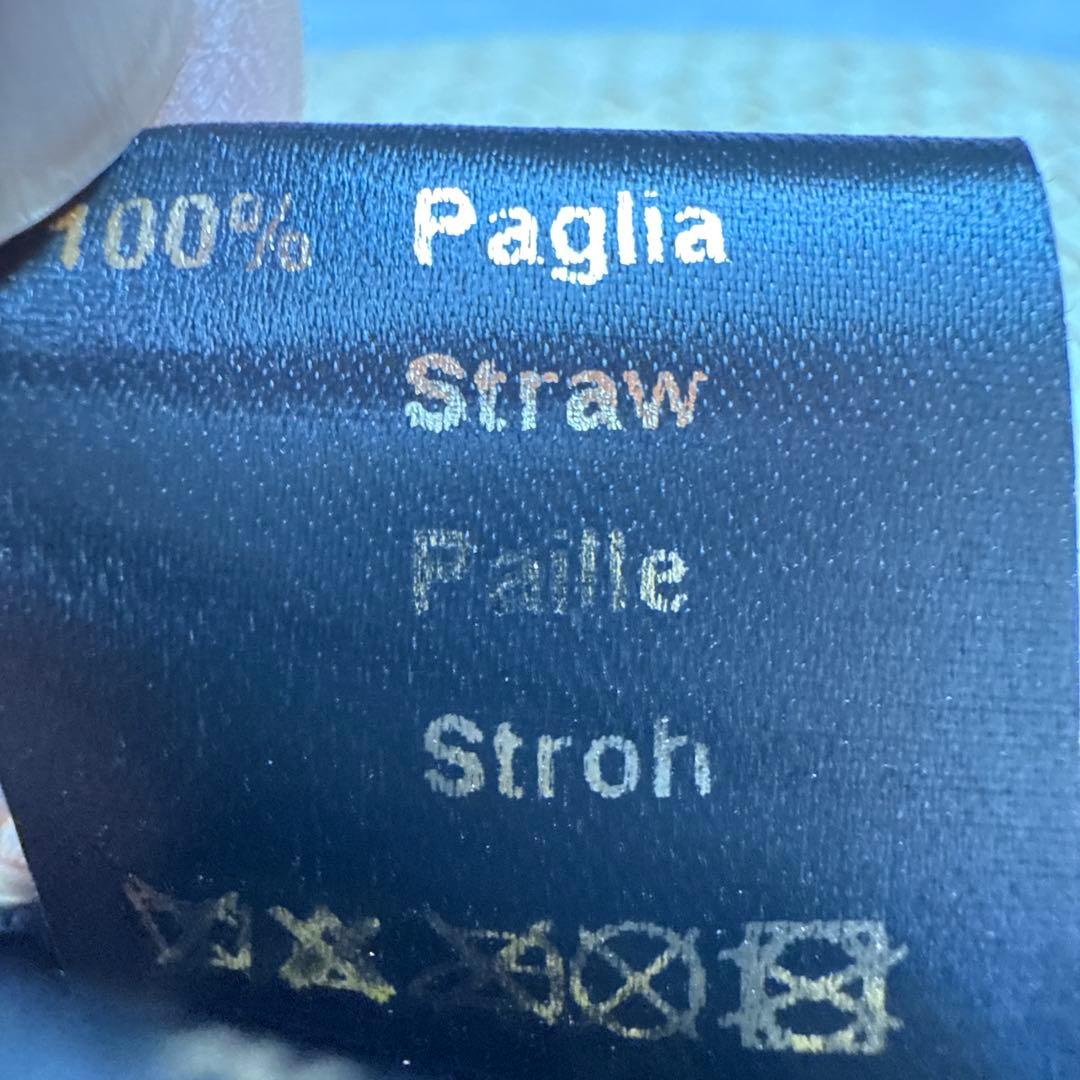 100% Paglia
Straw
Paille
Stroh